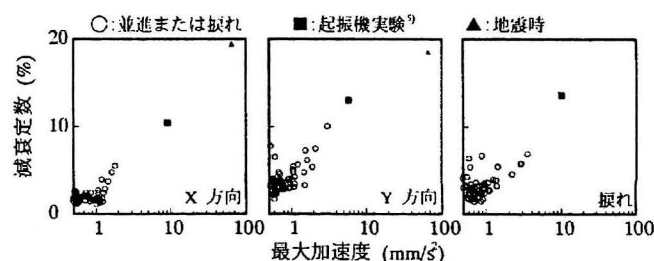 ○:並進または捩れ ■:起振機実験⁵⁾ ▲:地震時
減衰定数 (%)
20
10
0
X 方向
Y 方向
捩れ
1 10 100
1 10 100
1 10 100
最大加速度 (mm/s²)